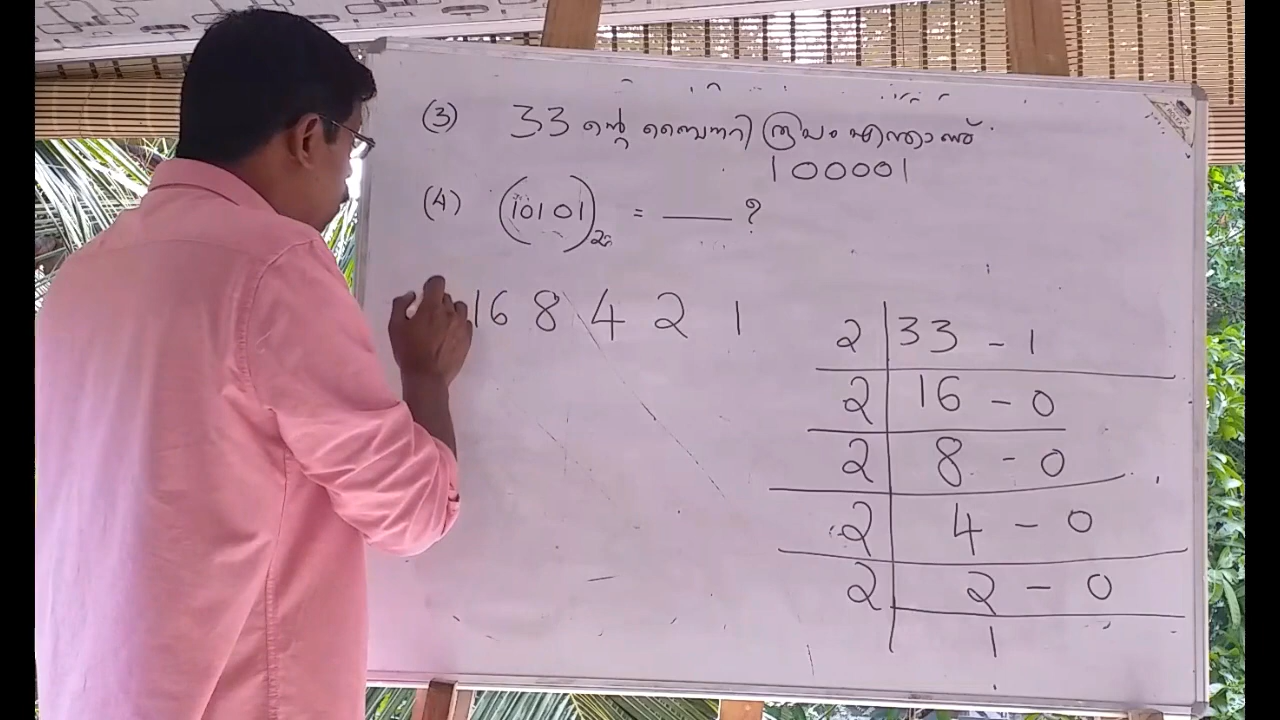 (3) 33 ന്റെ ബൈനറി രൂപം എന്താണ്
100001
(4) (10101)₂ = ____ ?
16 8 4 2 1
2 33 - 1
2 16 - 0
2 8 - 0
2 4 - 0
2 2 - 0
1